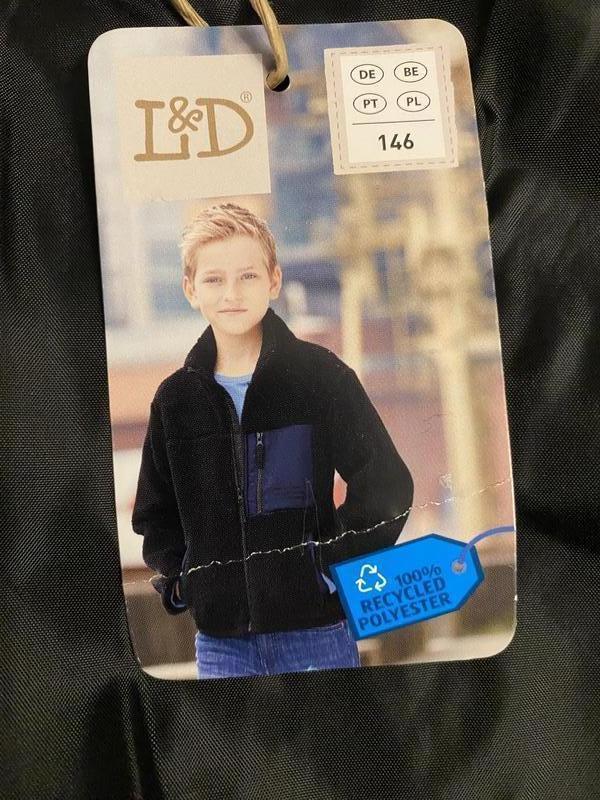 L&D®
DE BE
PT PL
146
100%
RECYCLED
POLYESTER